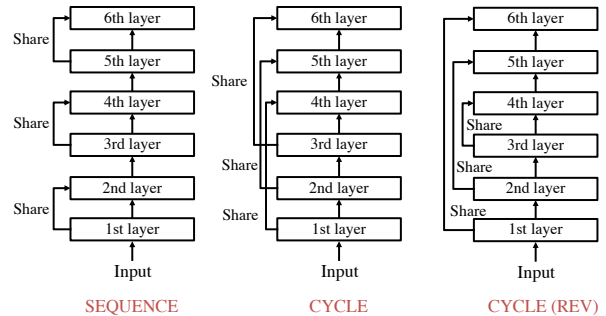 6th layer
Share
5th layer
4th layer
Share
3rd layer
2nd layer
Share
1st layer
Input
SEQUENCE
6th layer
Share
5th layer
4th layer
3rd layer
Share
2nd layer
Share
1st layer
Input
CYCLE
6th layer
5th layer
4th layer
Share
3rd layer
Share
2nd layer
Share
1st layer
Input
CYCLE (REV)